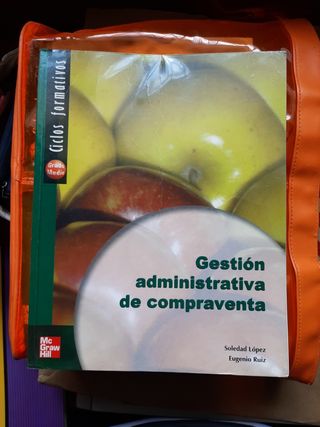 Ciclos formativos
Grado
Medio
Gestión
administrativa
de compraventa
Soledad López
Eugenio Ruiz
Mc
Graw
Hill